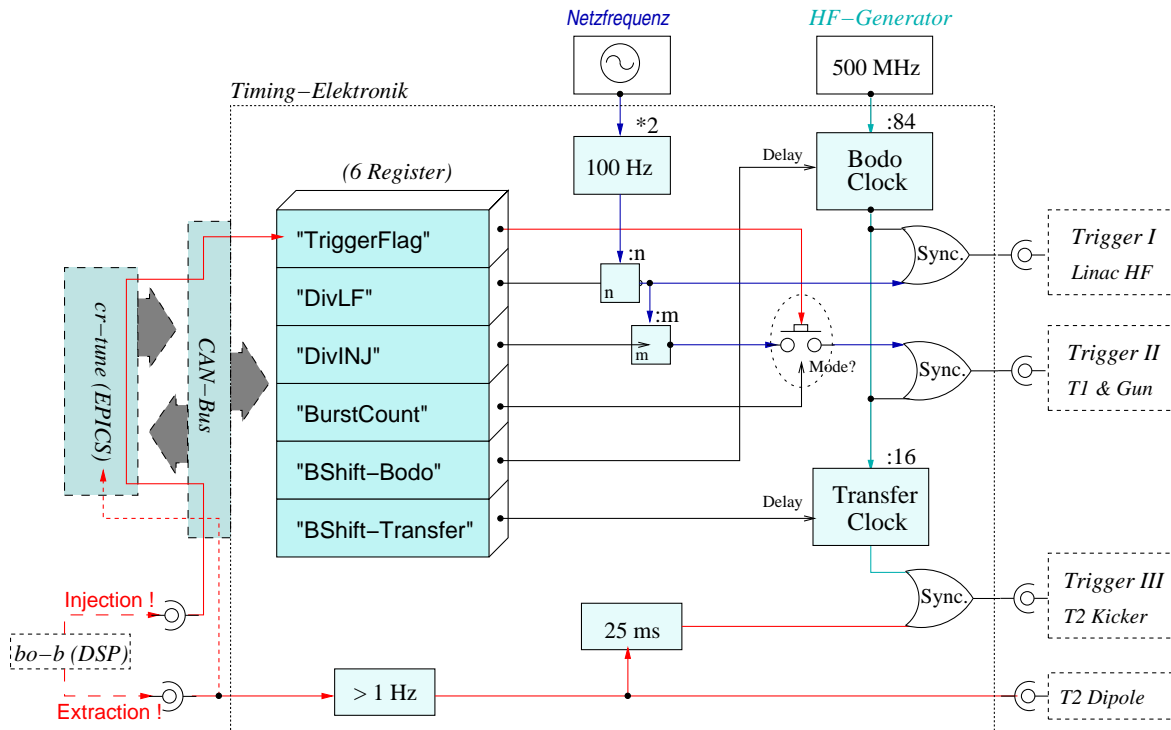 Netzfrequenz
HF−Generator
500 MHz
Timing−Elektronik
*2
:84
100 Hz
Delay
Bodo
Clock
(6 Register)
"TriggerFlag"
"DivLF"
"DivINJ"
"BurstCount"
"BShift−Bodo"
"BShift−Transfer"
cr−tune (EPICS)
CAN−Bus
:n
n
:m
m
Mode?
Sync.
Trigger I
Linac HF
Sync.
Trigger II
T1 & Gun
:16
Delay
Transfer
Clock
Sync.
Trigger III
T2 Kicker
Injection !
bo−b (DSP)
Extraction !
25 ms
> 1 Hz
T2 Dipole